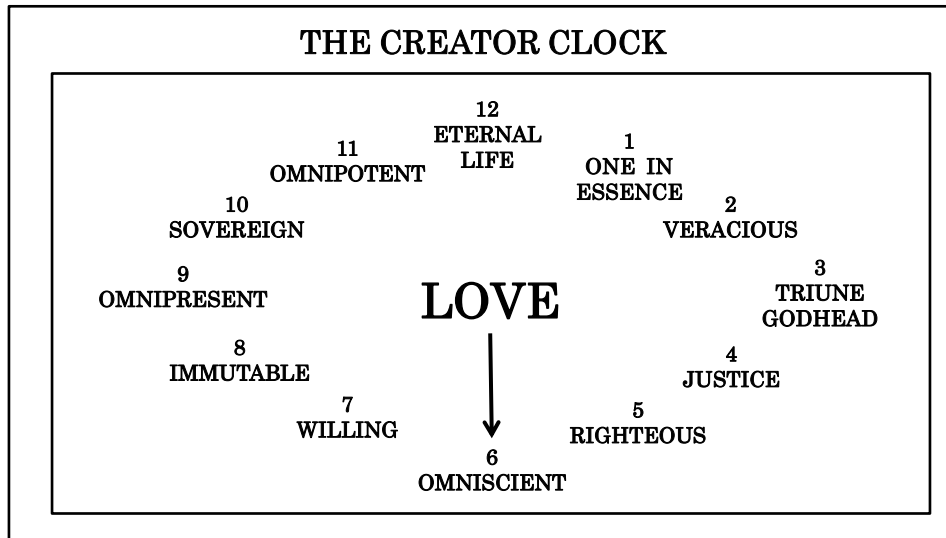 THE CREATOR CLOCK
12
ETERNAL
LIFE
1
ONE IN
ESSENCE
2
VERACIOUS
3
TRIUNE
GODHEAD
4
JUSTICE
5
RIGHTEOUS
6
OMNISCIENT
7
WILLING
8
IMMUTABLE
9
OMNIPRESENT
10
SOVEREIGN
11
OMNIPOTENT
LOVE